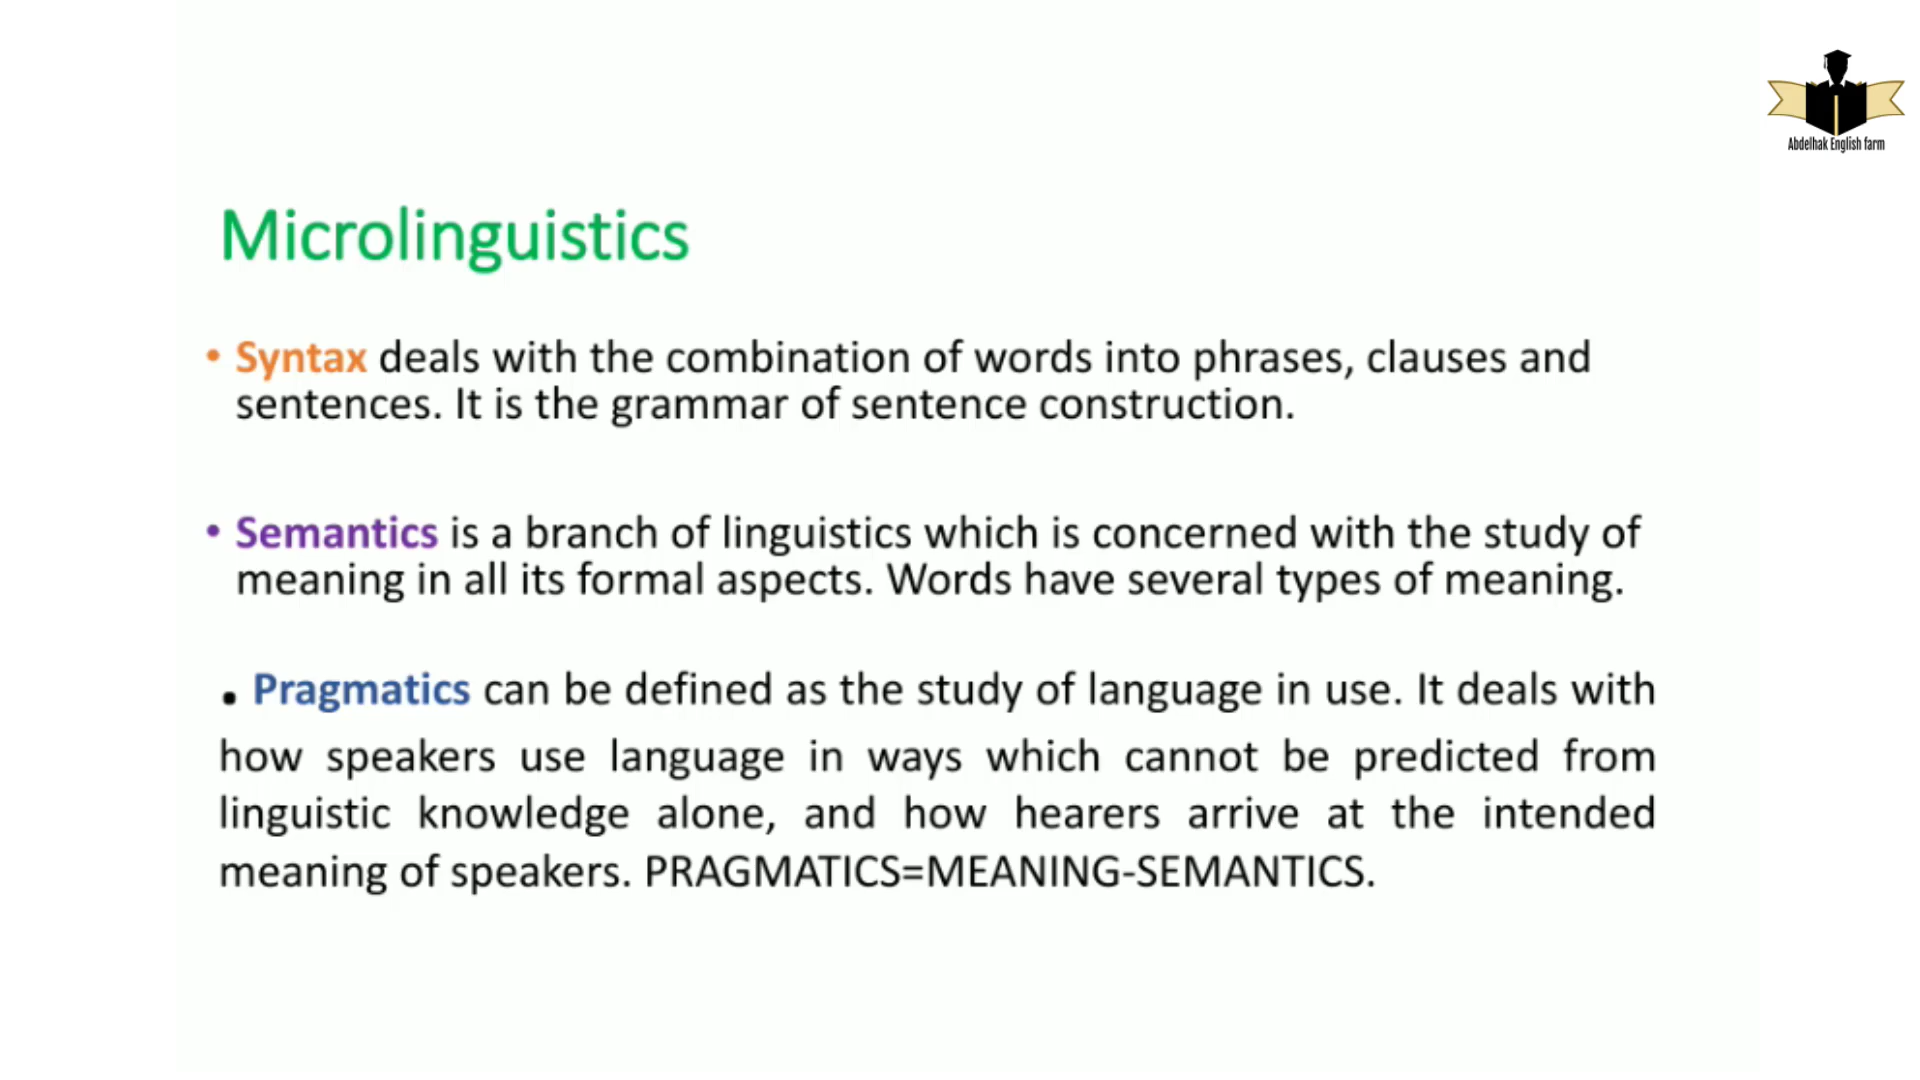 Abdelhak English farm
Microlinguistics
• Syntax deals with the combination of words into phrases, clauses and
sentences. It is the grammar of sentence construction.
• Semantics is a branch of linguistics which is concerned with the study of
meaning in all its formal aspects. Words have several types of meaning.
. Pragmatics can be defined as the study of language in use. It deals with
how speakers use language in ways which cannot be predicted from
linguistic knowledge alone, and how hearers arrive at the intended
meaning of speakers. PRAGMATICS=MEANING-SEMANTICS.